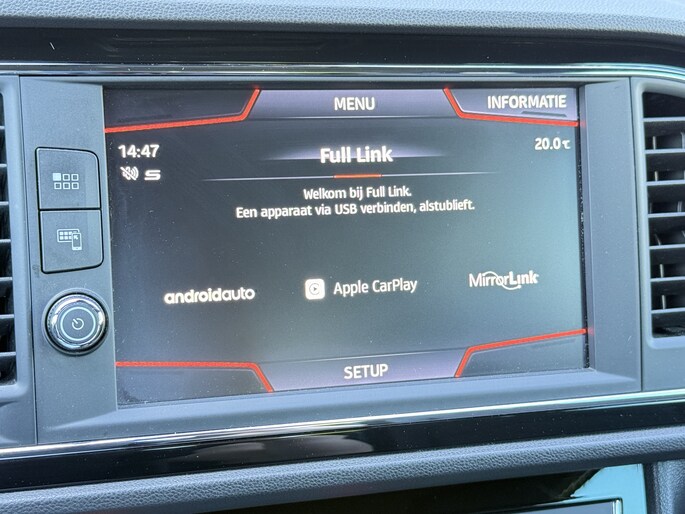 MENU
INFORMATIE
14:47
Full Link
20.0°C
Welkom bij Full Link.
Een apparaat via USB verbinden, alstublieft.
androidauto
Apple CarPlay
MirrorLink
SETUP